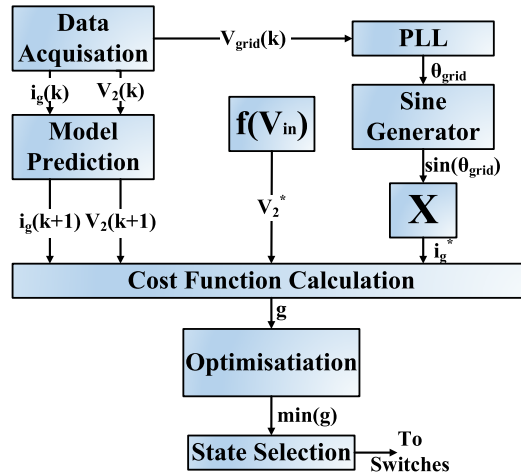 Data
Acquisation
V_grid(k)
PLL
i_g(k)
V_2(k)
θ_grid
Model
Prediction
f(V_in)
Sine
Generator
sin(θ_grid)
X
i_g(k+1)
V_2(k+1)
V_2^*
i_g^*
Cost Function Calculation
g
Optimisatiation
min(g)
State Selection
To
Switches